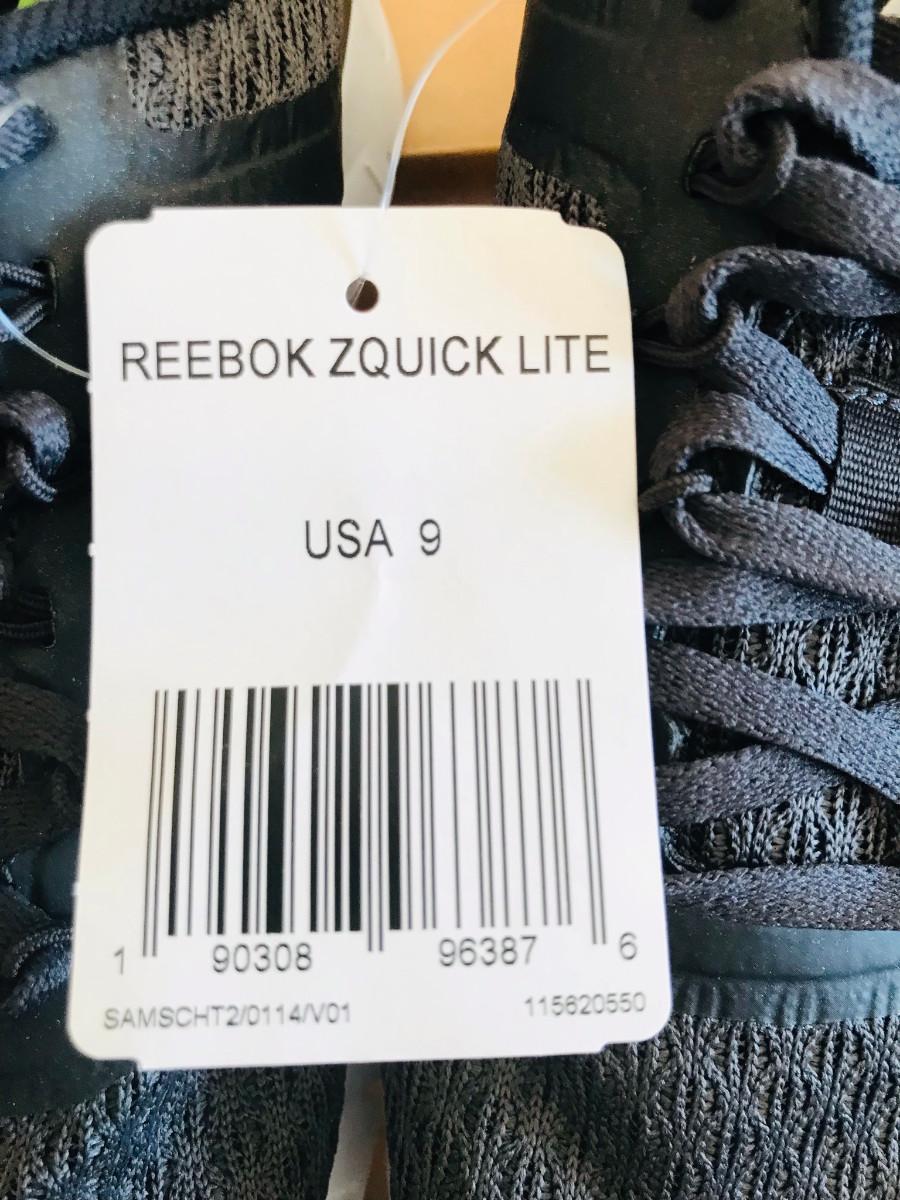 REEBOK ZQUICK LITE
USA 9
1 90308 96387 6
SAMSCHT2/0114/V01 115620550